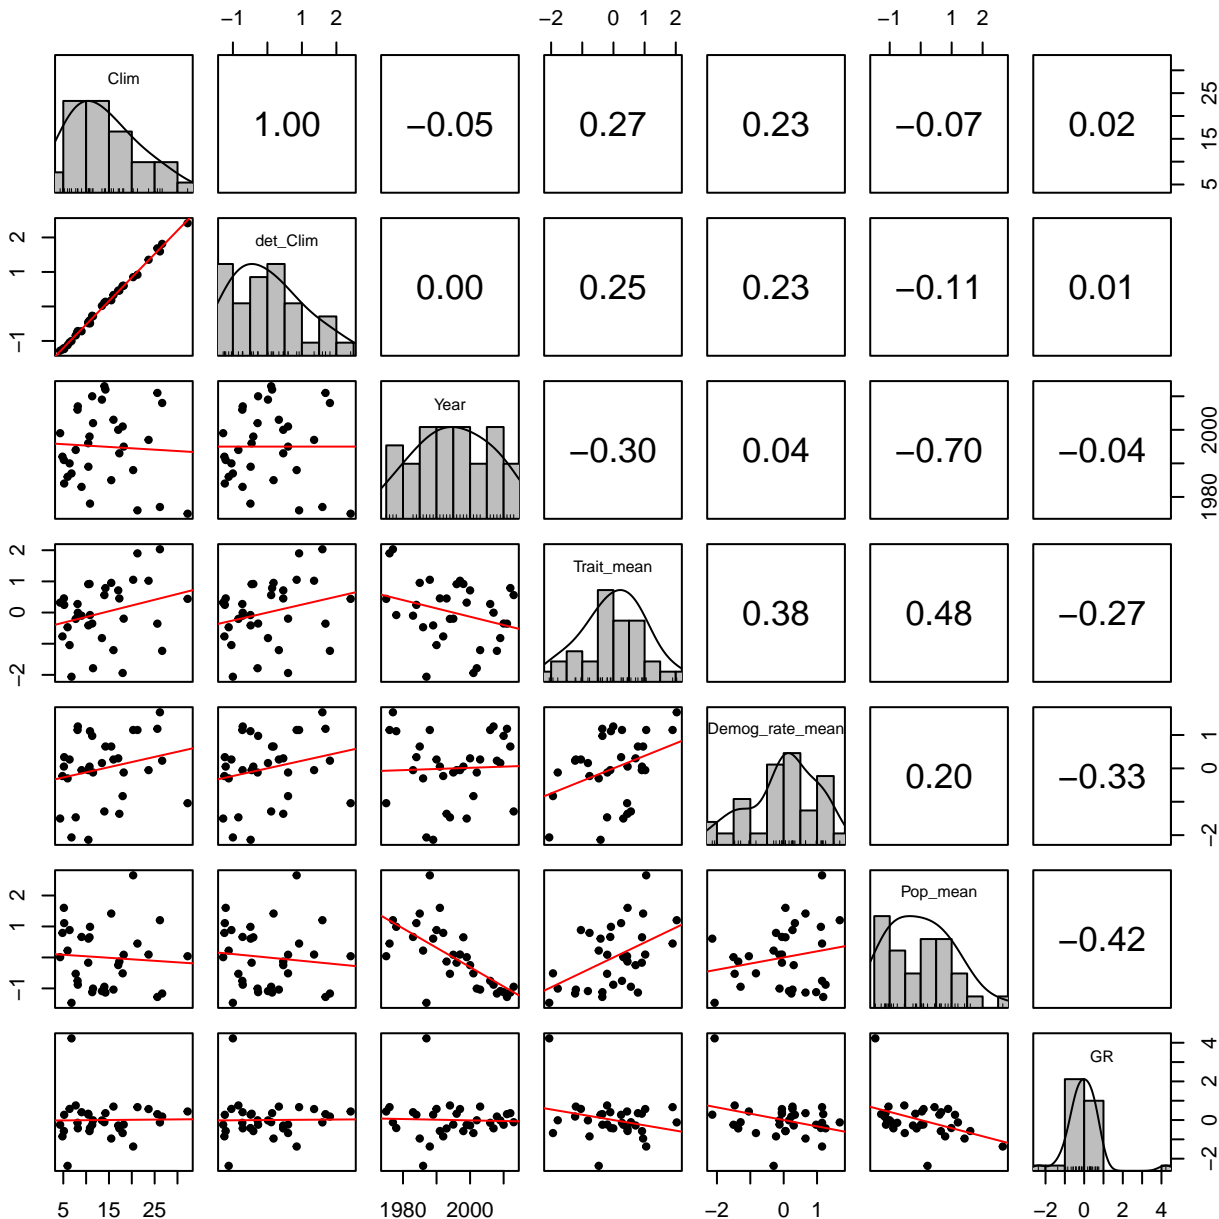 −1 1 2 −2 0 1 2 −1 1
Clim 1.00 −0.05 0.27 0.23 −0.07 0.02 5 15 25
−1 1 2 det_Clim 0.00 0.25 0.23 −0.11 0.01
Year −0.30 0.04 −0.70 −0.04 1980 2000
−2 0 1 2 Trait_mean 0.38 0.48 −0.27
Demog_rate_mean 0.20 −0.33 −2 0 1
−1 1 2 Pop_mean −0.42
GR −2 0 2 4
5 15 25 1980 2000 −2 0 1 −2 0 2 4